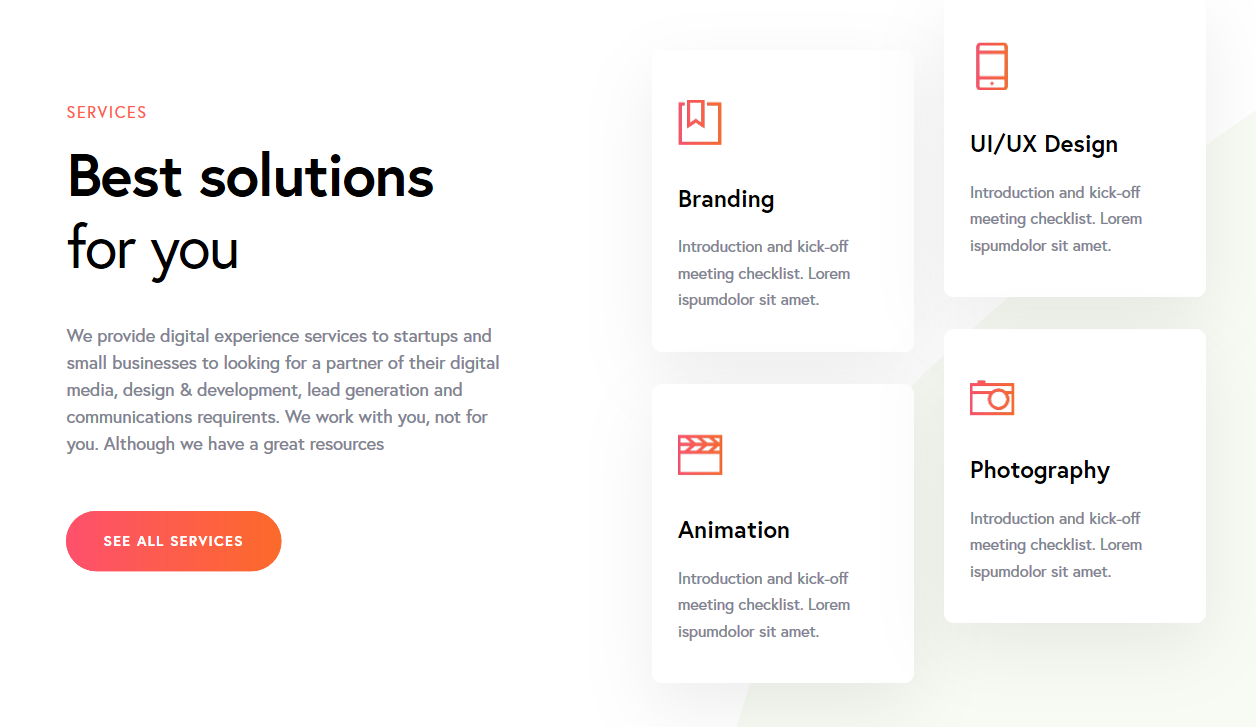 SERVICES
Best solutions
for you
We provide digital experience services to startups and
small businesses to looking for a partner of their digital
media, design & development, lead generation and
communications requirents. We work with you, not for
you. Although we have a great resources
SEE ALL SERVICES
Branding
Introduction and kick-off
meeting checklist. Lorem
ispumdolor sit amet.
Animation
Introduction and kick-off
meeting checklist. Lorem
ispumdolor sit amet.
UI/UX Design
Introduction and kick-off
meeting checklist. Lorem
ispumdolor sit amet.
Photography
Introduction and kick-off
meeting checklist. Lorem
ispumdolor sit amet.